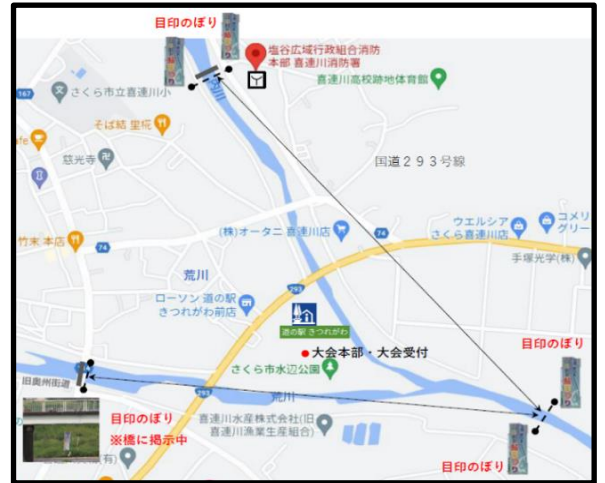 目印のぼり
塩谷広域行政組合消防
本部 喜連川消防署
喜連川高校跡地体育館
167
さくら市立喜連川小
そば結 里椛
afe
慈光寺
国道293号線
竹末 本店
74
(株)オータニ 喜連川店
74
ウエルシア
さくら喜連川店
コメリ
グリー
手塚光学(株)
荒川
293
ローソン 道の駅
きつれがわ前店
道の駅 きつれがわ
大会本部・大会受付
さくら市水辺公園
目印のぼり
旧奥州街道
293
荒川
目印のぼり
※橋に掲示中
喜連川水産株式会社(旧
喜連川漁業生産組合)
(有)
目印のぼり